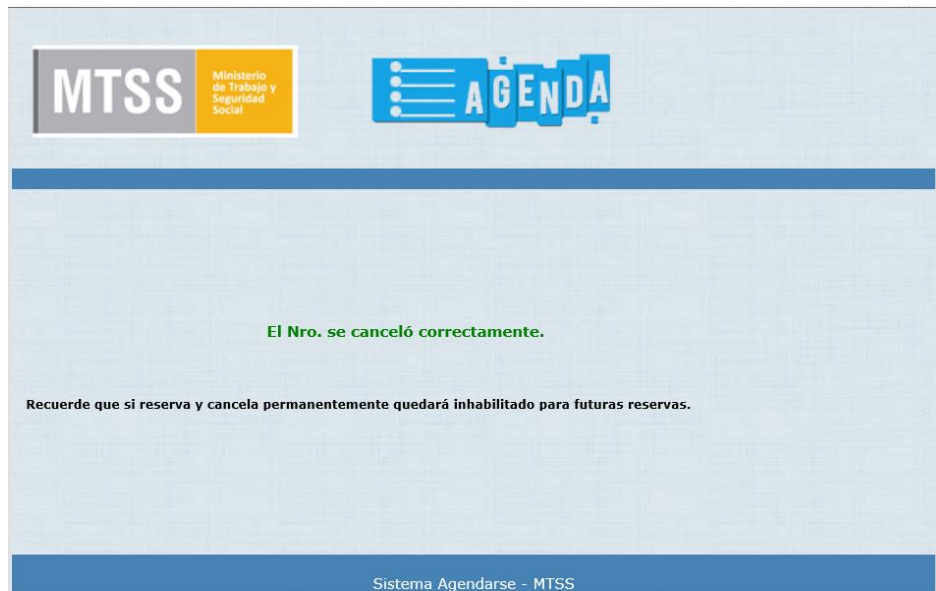 MTSS
Ministerio
de Trabajo y
Seguridad
Social
AGENDA
El Nro. se canceló correctamente.
Recuerde que si reserva y cancela permanentemente quedará inhabilitado para futuras reservas.
Sistema Agendarse - MTSS